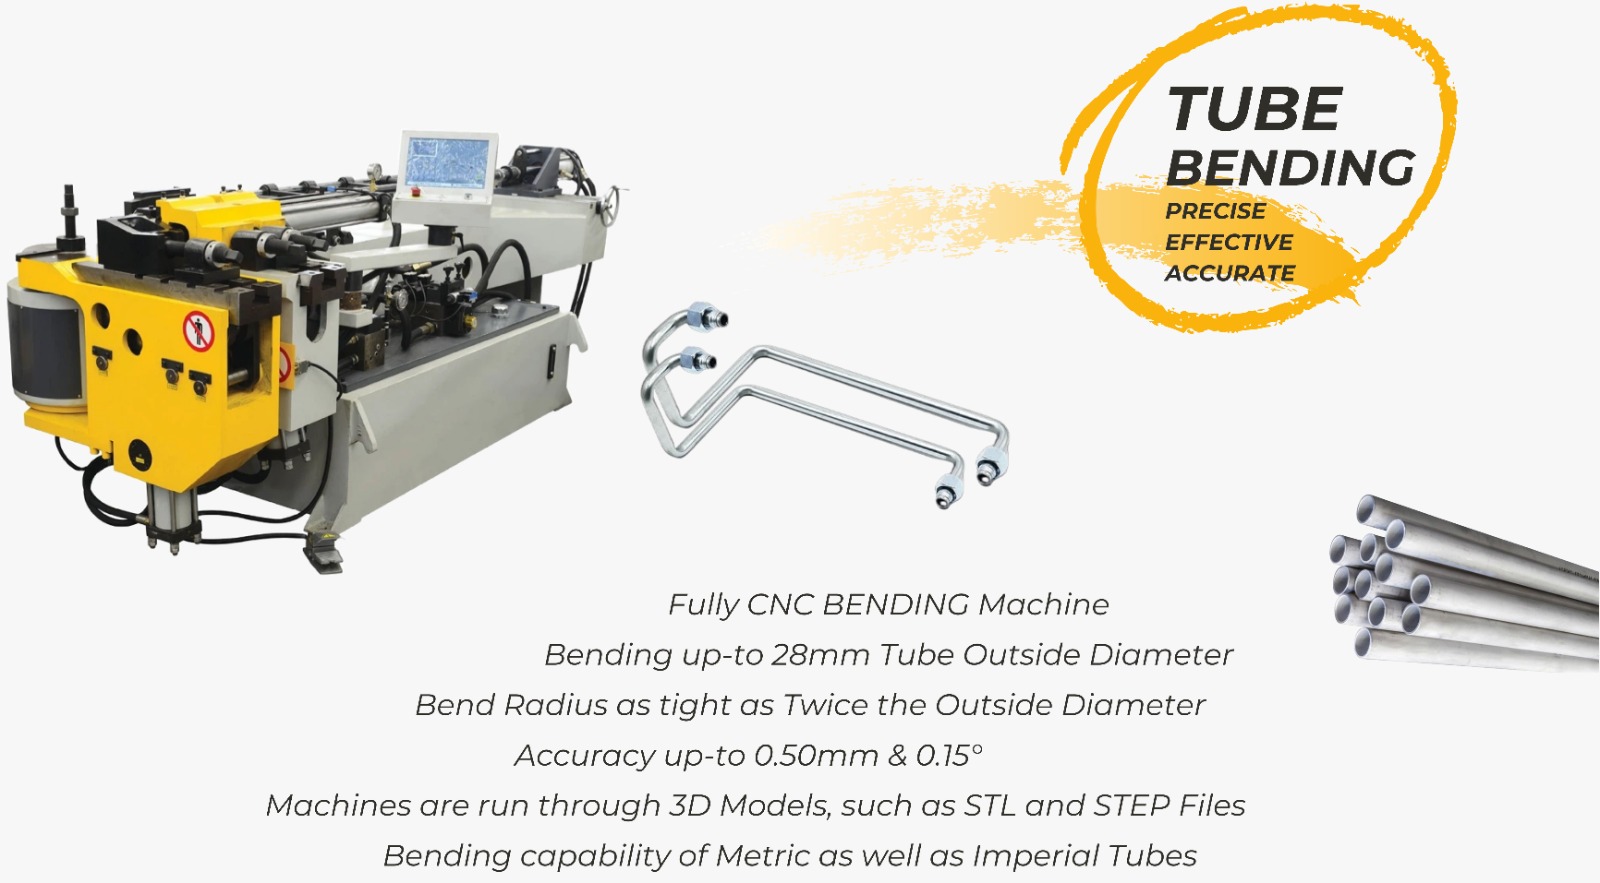 TUBE
BENDING
PRECISE
EFFECTIVE
ACCURATE
Fully CNC BENDING Machine
Bending up-to 28mm Tube Outside Diameter
Bend Radius as tight as Twice the Outside Diameter
Accuracy up-to 0.50mm & 0.15°
Machines are run through 3D Models, such as STL and STEP Files
Bending capability of Metric as well as Imperial Tubes